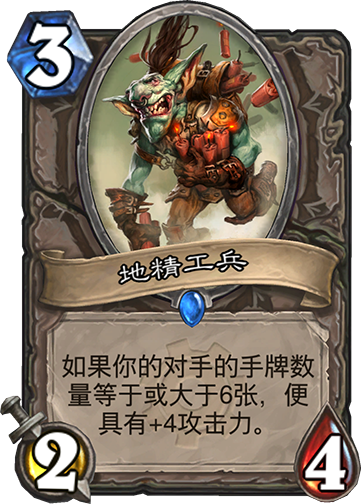 3
地精工兵
如果你的对手的手牌数
量等于或大于6张，便
具有+4攻击力。
2
4